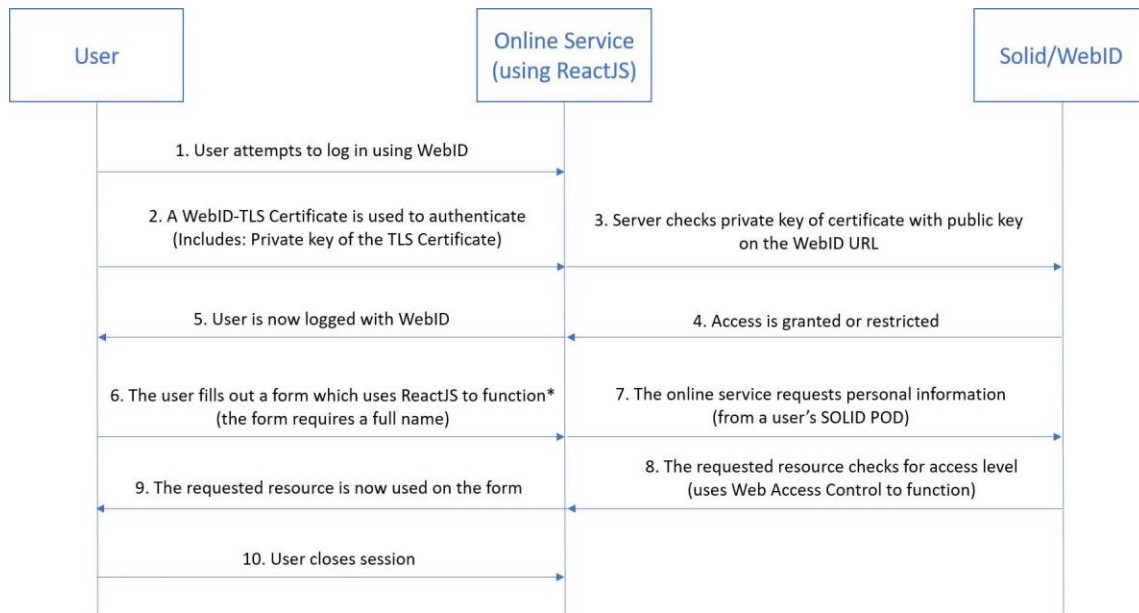 User
Online Service
(using ReactJS)
Solid/WebID
1. User attempts to log in using WebID
2. A WebID-TLS Certificate is used to authenticate
(Includes: Private key of the TLS Certificate)
3. Server checks private key of certificate with public key
on the WebID URL
5. User is now logged with WebID
4. Access is granted or restricted
6. The user fills out a form which uses ReactJS to function*
(the form requires a full name)
7. The online service requests personal information
(from a user's SOLID POD)
8. The requested resource checks for access level
(uses Web Access Control to function)
9. The requested resource is now used on the form
10. User closes session